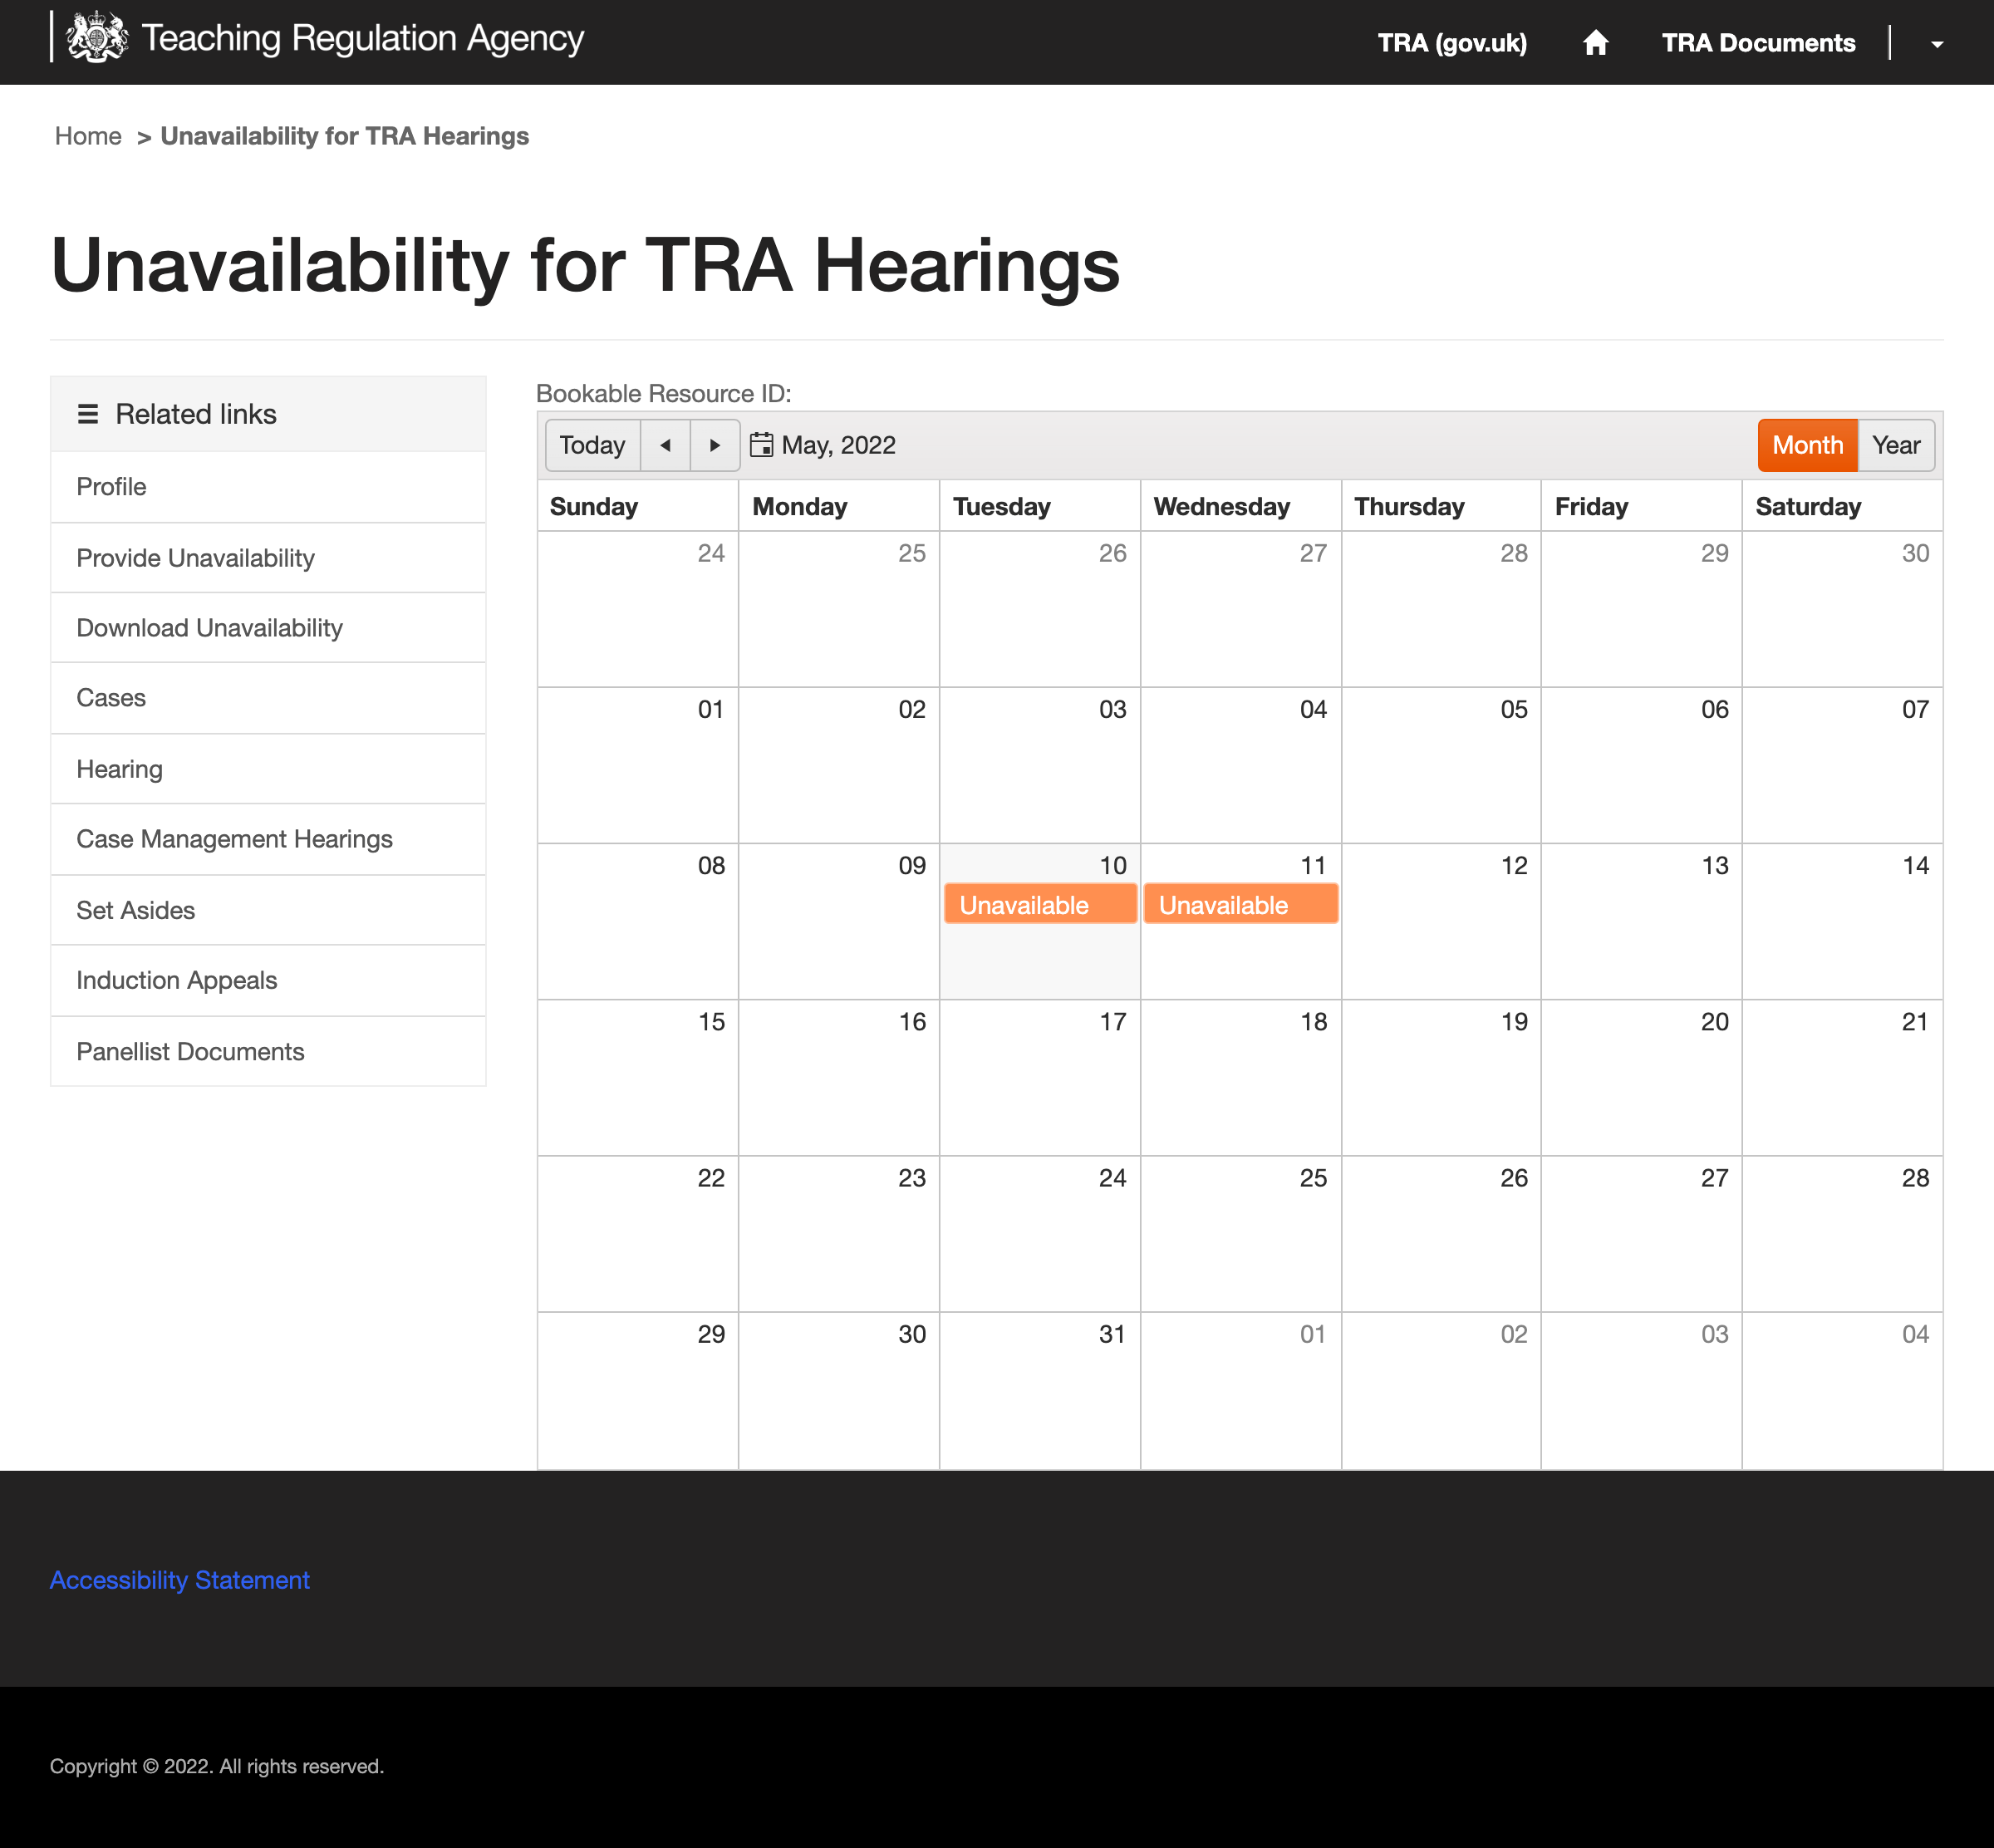 Teaching Regulation Agency
TRA (gov.uk) TRA Documents
Home > Unavailability for TRA Hearings
Unavailability for TRA Hearings
Related links
Profile
Provide Unavailability
Download Unavailability
Cases
Hearing
Case Management Hearings
Set Asides
Induction Appeals
Panellist Documents
Bookable Resource ID:
Today May, 2022 Month Year
Sunday Monday Tuesday Wednesday Thursday Friday Saturday
24 25 26 27 28 29 30
01 02 03 04 05 06 07
08 09 10 11 12 13 14
Unavailable Unavailable
15 16 17 18 19 20 21
22 23 24 25 26 27 28
29 30 31 01 02 03 04
Accessibility Statement
Copyright © 2022. All rights reserved.